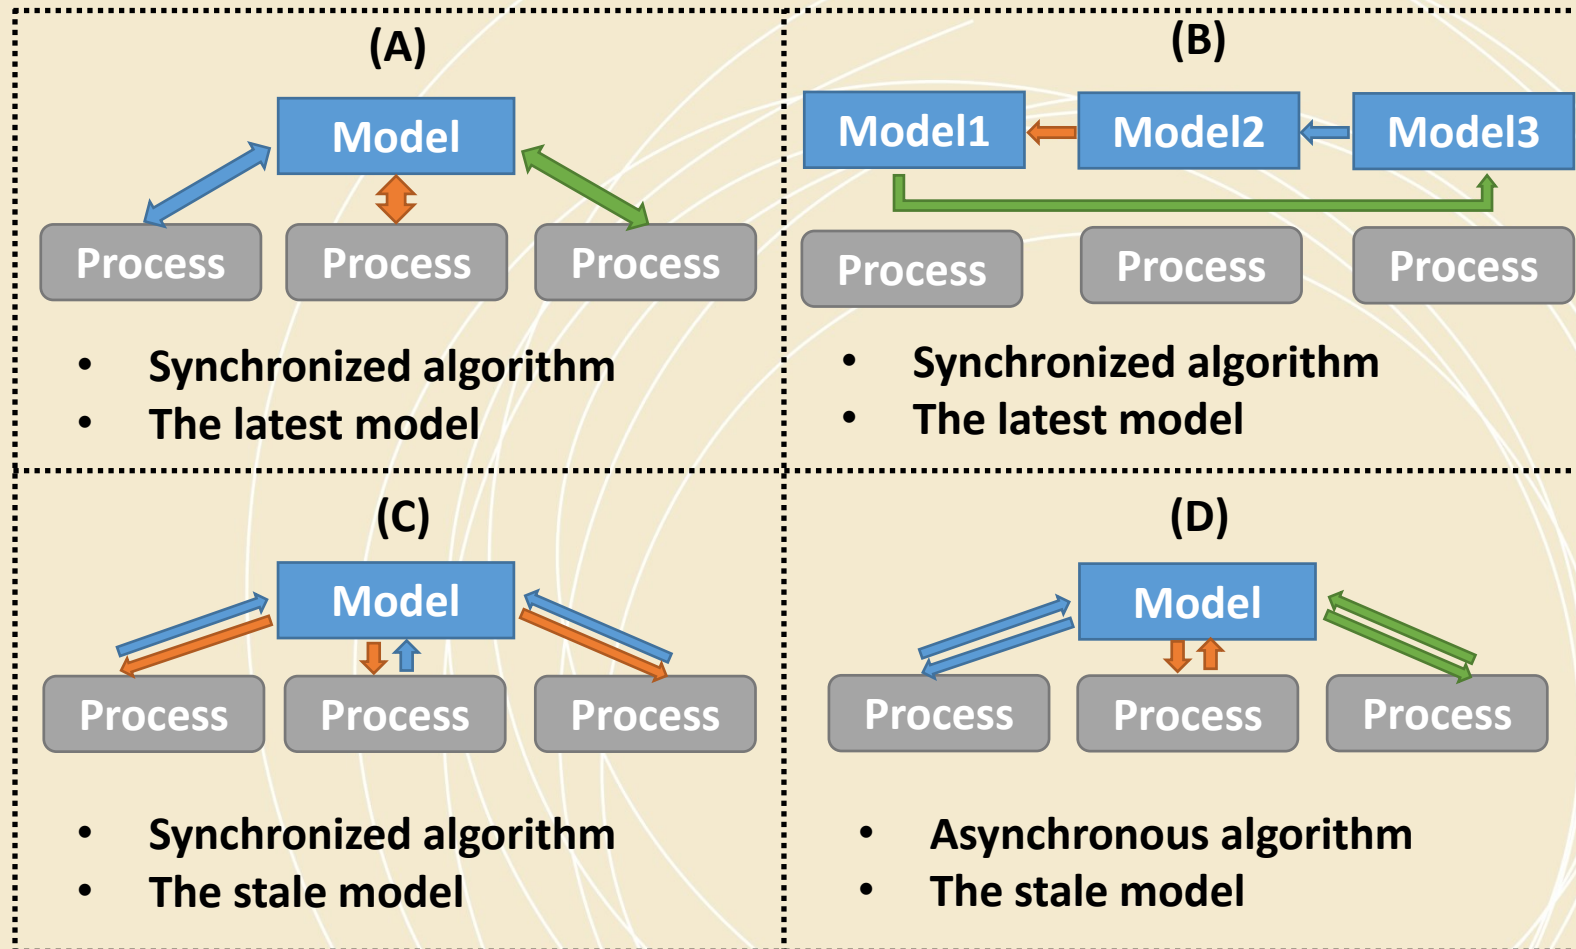 (A)
Model
Process Process Process
• Synchronized algorithm
• The latest model
(B)
Model1 Model2 Model3
Process Process Process
• Synchronized algorithm
• The latest model
(C)
Model
Process Process Process
• Synchronized algorithm
• The stale model
(D)
Model
Process Process Process
• Asynchronous algorithm
• The stale model